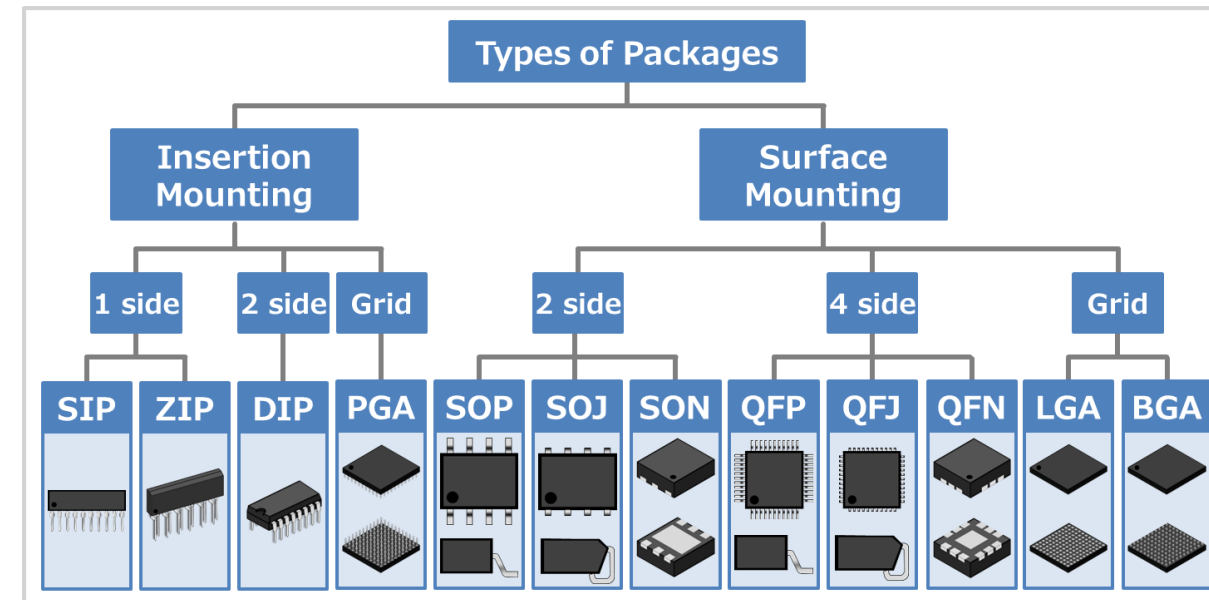 Types of Packages
Insertion
Mounting
Surface
Mounting
1 side
2 side
Grid
2 side
4 side
Grid
SIP
ZIP
DIP
PGA
SOP
SOJ
SON
QFP
QFJ
QFN
LGA
BGA